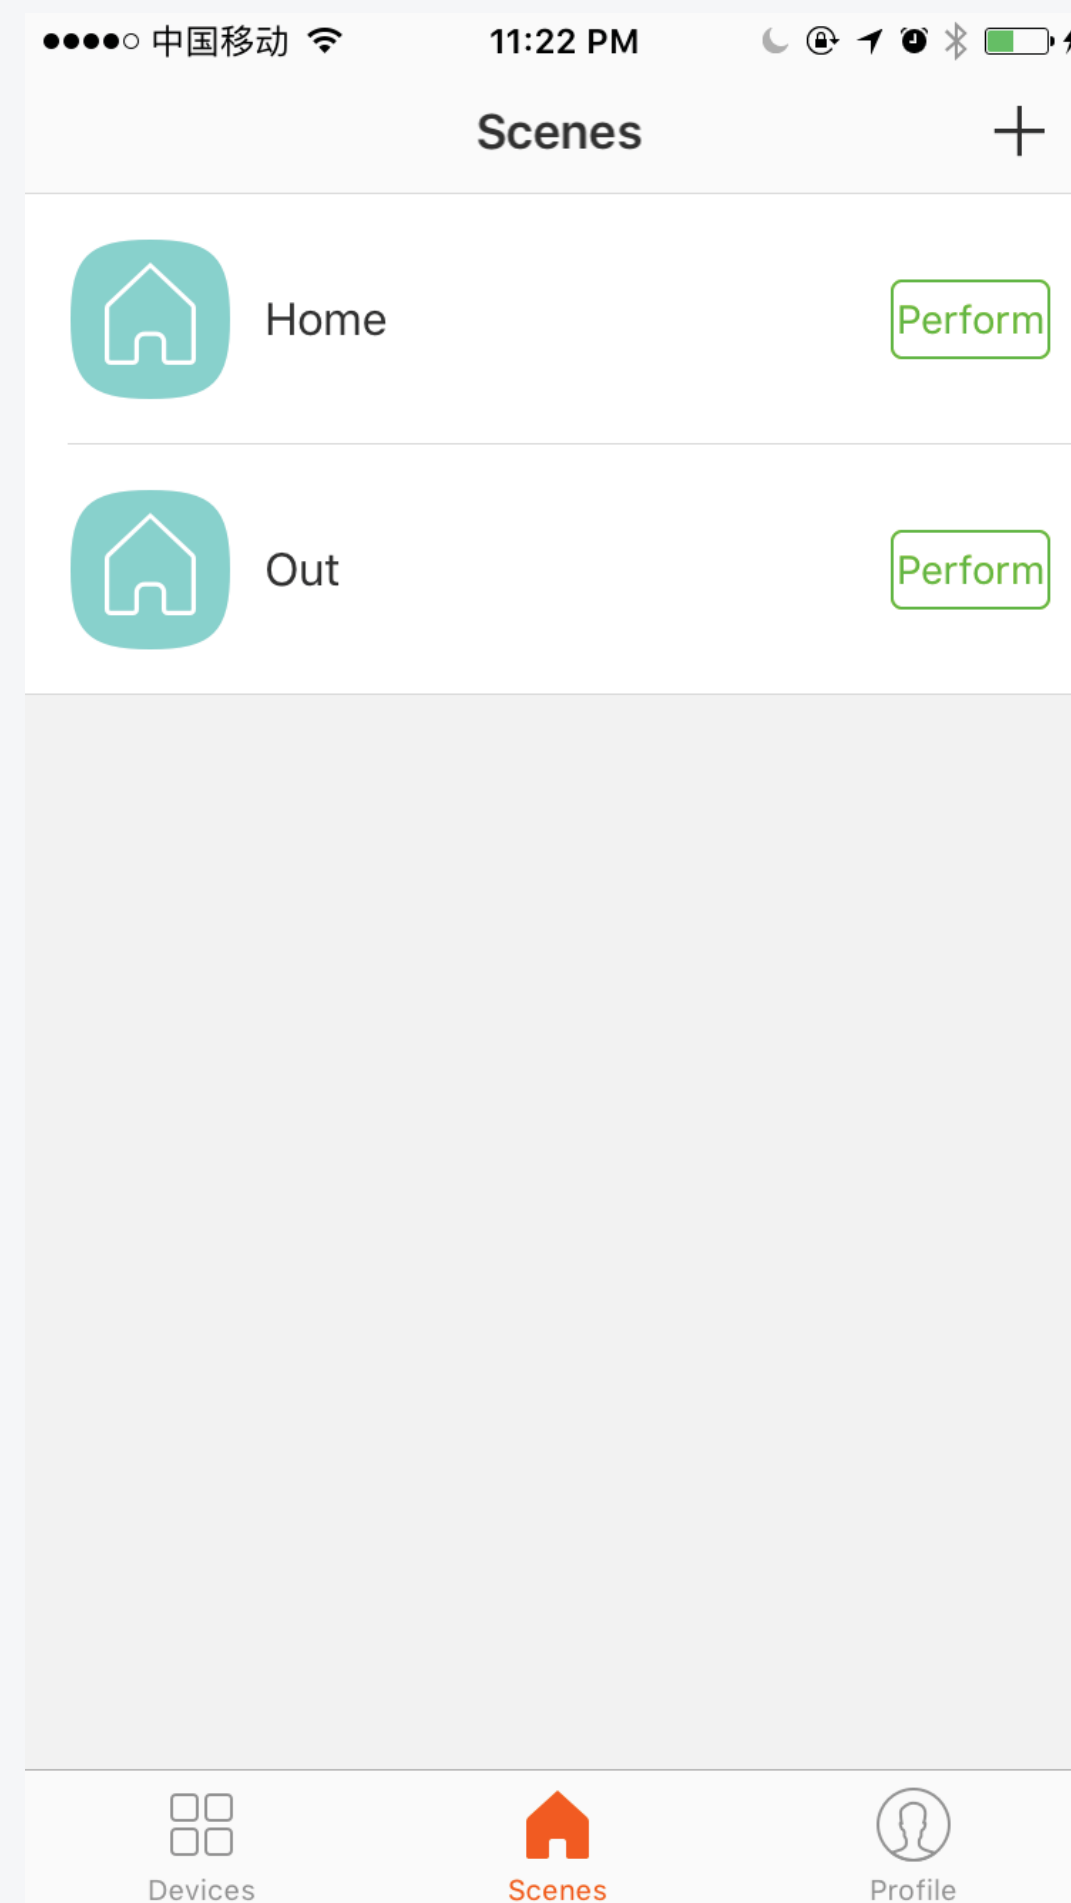 中国移动 11:22 PM
Scenes
Home Perform
Out Perform
Devices Scenes Profile